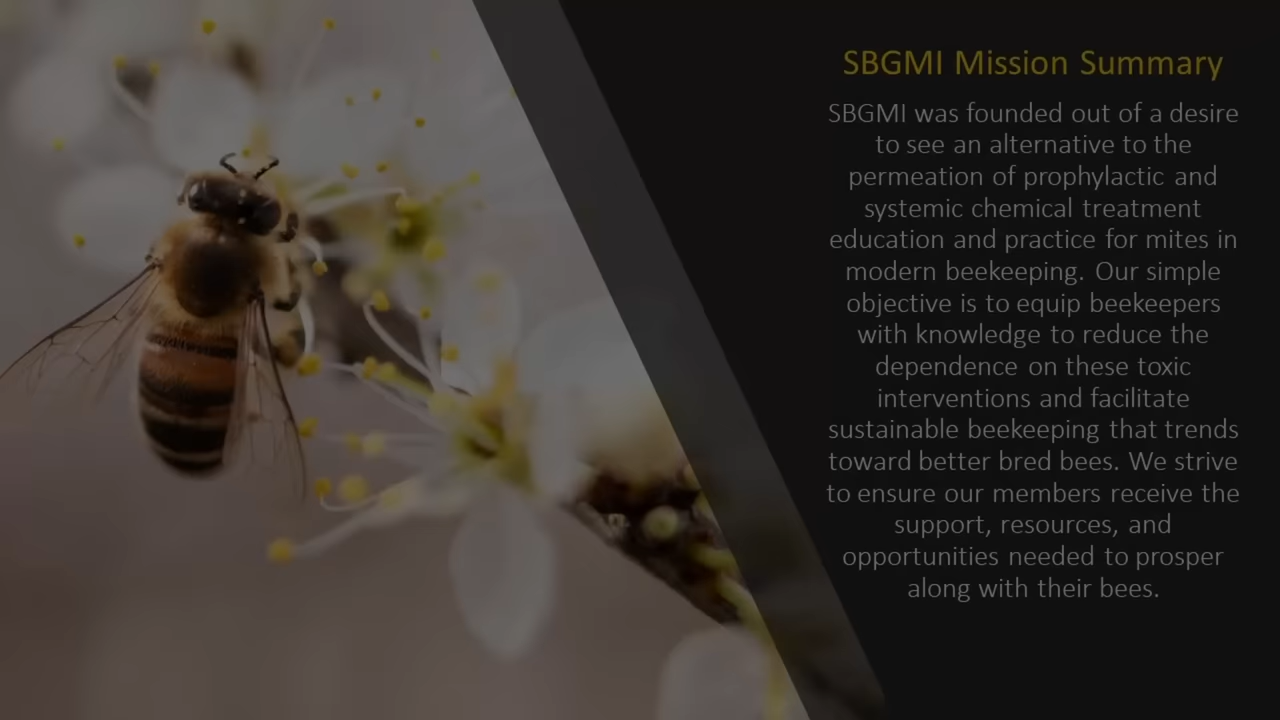 SBGMI Mission Summary
SBGMI was founded out of a desire
to see an alternative to the
permeation of prophylactic and
systemic chemical treatment
education and practice for mites in
modern beekeeping. Our simple
objective is to equip beekeepers
with knowledge to reduce the
dependence on these toxic
interventions and facilitate
sustainable beekeeping that trends
toward better bred bees. We strive
to ensure our members receive the
support, resources, and
opportunities needed to prosper
along with their bees.